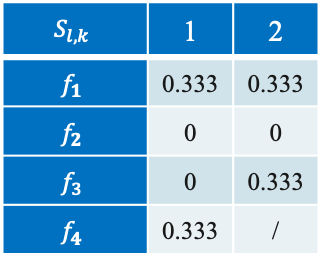 S_{l,k} 1 2
f_1 0.333 0.333
f_2 0 0
f_3 0 0.333
f_4 0.333 /